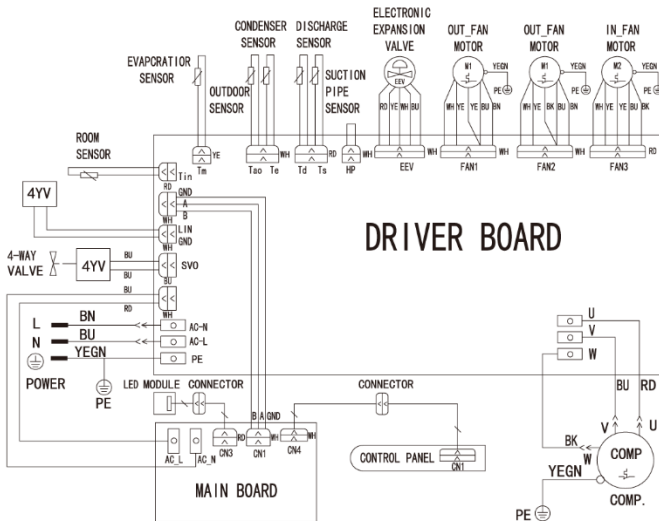 ELECTRONIC
EXPANSION
VALVE
OUT_FAN
MOTOR
OUT_FAN
MOTOR
IN_FAN
MOTOR
CONDENSER
SENSOR
DISCHARGE
SENSOR
EVAPCRATIOR
SENSOR
OUTDOOR
SENSOR
SUCTION
PIPE
SENSOR
EEV
M1
YEGN
PE
M1
YEGN
PE
M2
YEGN
PE
RD YE WH BU
WH YE YE BU BN
WH YE BK BU BN
WH YE YE BU BN
ROOM
SENSOR
YE
Tm
WH
Tao Te
RD
Td Ts
WH
HP
WH
EEV
WH
FAN1
WH
FAN2
RD
FAN3
Tin
RD
GND
A
B
WH
4YV
LIN
GND
WH
DRIVER BOARD
4-WAY
VALVE
4YV
BU
BU
SVO
BU
BU
RD
WH
L BN AC-N
N BU AC-L
YEGN PE
POWER
PE
U
V
W
BU RD
LED MODULE
CONNECTOR
CONNECTOR
B A GND
RD
CN3
WH
CN1
WH
CN4
AC_L
AC_N
MAIN BOARD
CONTROL PANEL
CN1
V U
BK
W
YEGN
COMP
PE
COMP.